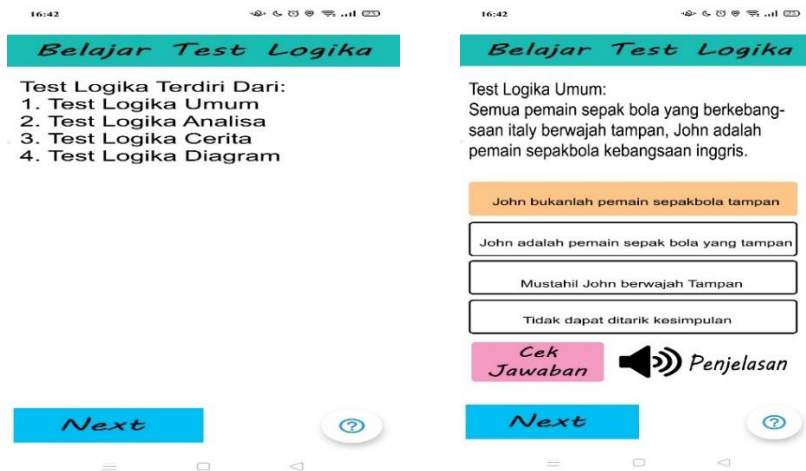 16:42
Belajar Test Logika
Test Logika Terdiri Dari:
1. Test Logika Umum
2. Test Logika Analisa
3. Test Logika Cerita
4. Test Logika Diagram
Next
16:42
Belajar Test Logika
Test Logika Umum:
Semua pemain sepak bola yang berkebang-
saan italy berwajah tampan, John adalah
pemain sepakbola kebangsaan inggris.
John bukanlah pemain sepakbola tampan
John adalah pemain sepak bola yang tampan
Mustahil John berwajah Tampan
Tidak dapat ditarik kesimpulan
Cek
Jawaban
Penjelasan
Next